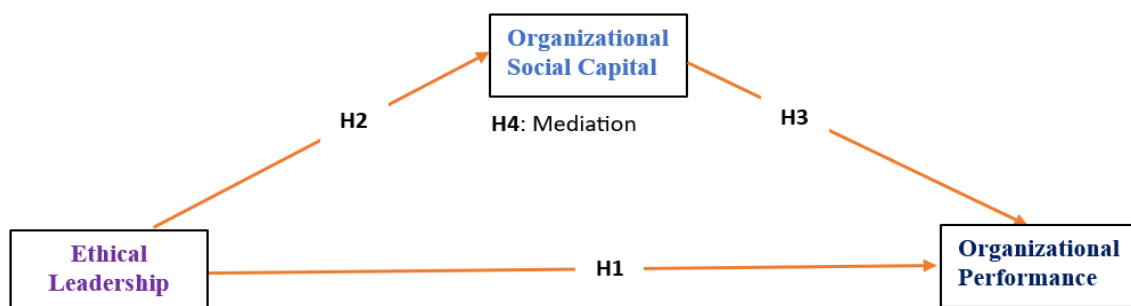 Organizational
Social Capital
H2
H4: Mediation
H3
Ethical
Leadership
H1
Organizational
Performance